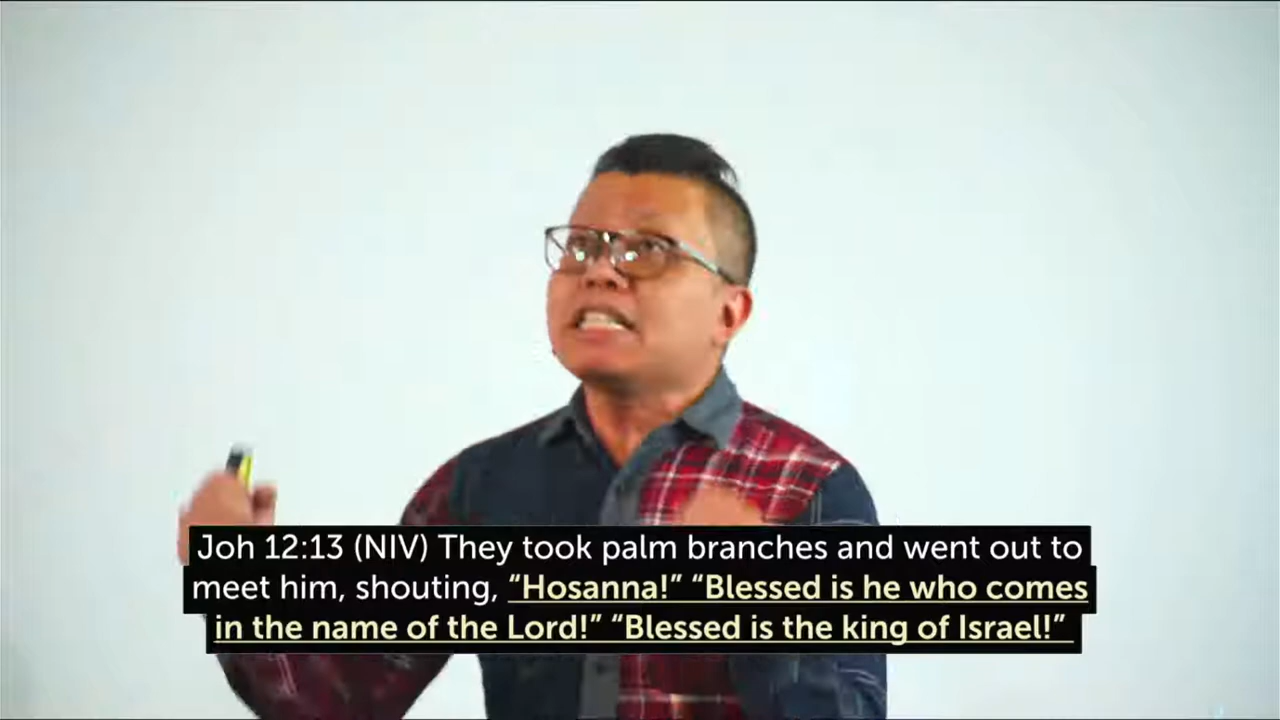 Joh 12:13 (NIV) They took palm branches and went out to
meet him, shouting, “Hosanna!” “Blessed is he who comes
in the name of the Lord!” “Blessed is the king of Israel!”